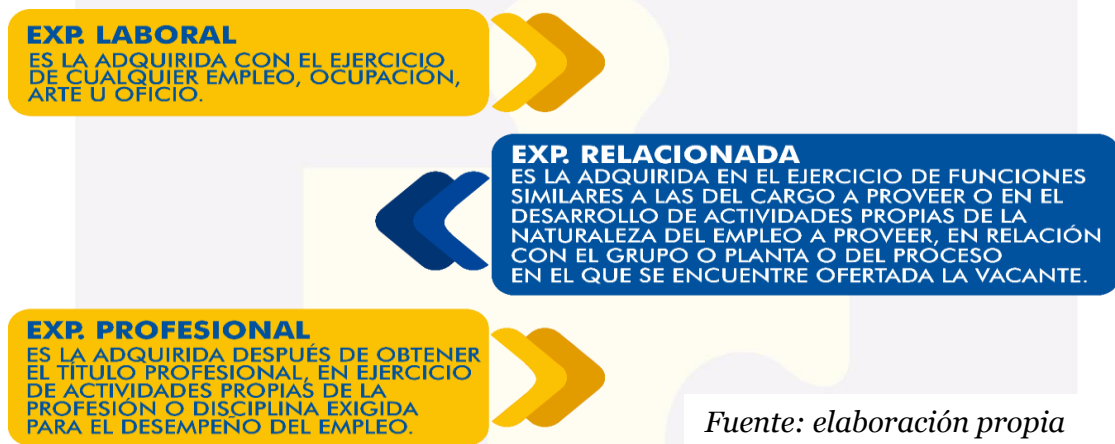 EXP. LABORAL
ES LA ADQUIRIDA CON EL EJERCICIO
DE CUALQUIER EMPLEO, OCUPACIÓN,
ARTE U OFICIO.
EXP. RELACIONADA
ES LA ADQUIRIDA EN EL EJERCICIO DE FUNCIONES
SIMILARES A LAS DEL CARGO A PROVEER O EN EL
DESARROLLO DE ACTIVIDADES PROPIAS DE LA
NATURALEZA DEL EMPLEO A PROVEER, EN RELACIÓN
CON EL GRUPO O PLANTA O DEL PROCESO
EN EL QUE SE ENCUENTRE OFERTADA LA VACANTE.
EXP. PROFESIONAL
ES LA ADQUIRIDA DESPUÉS DE OBTENER
EL TÍTULO PROFESIONAL, EN EJERCICIO
DE ACTIVIDADES PROPIAS DE LA
PROFESIÓN O DISCIPLINA EXIGIDA
PARA EL DESEMPEÑO DEL EMPLEO.
Fuente: elaboración propia